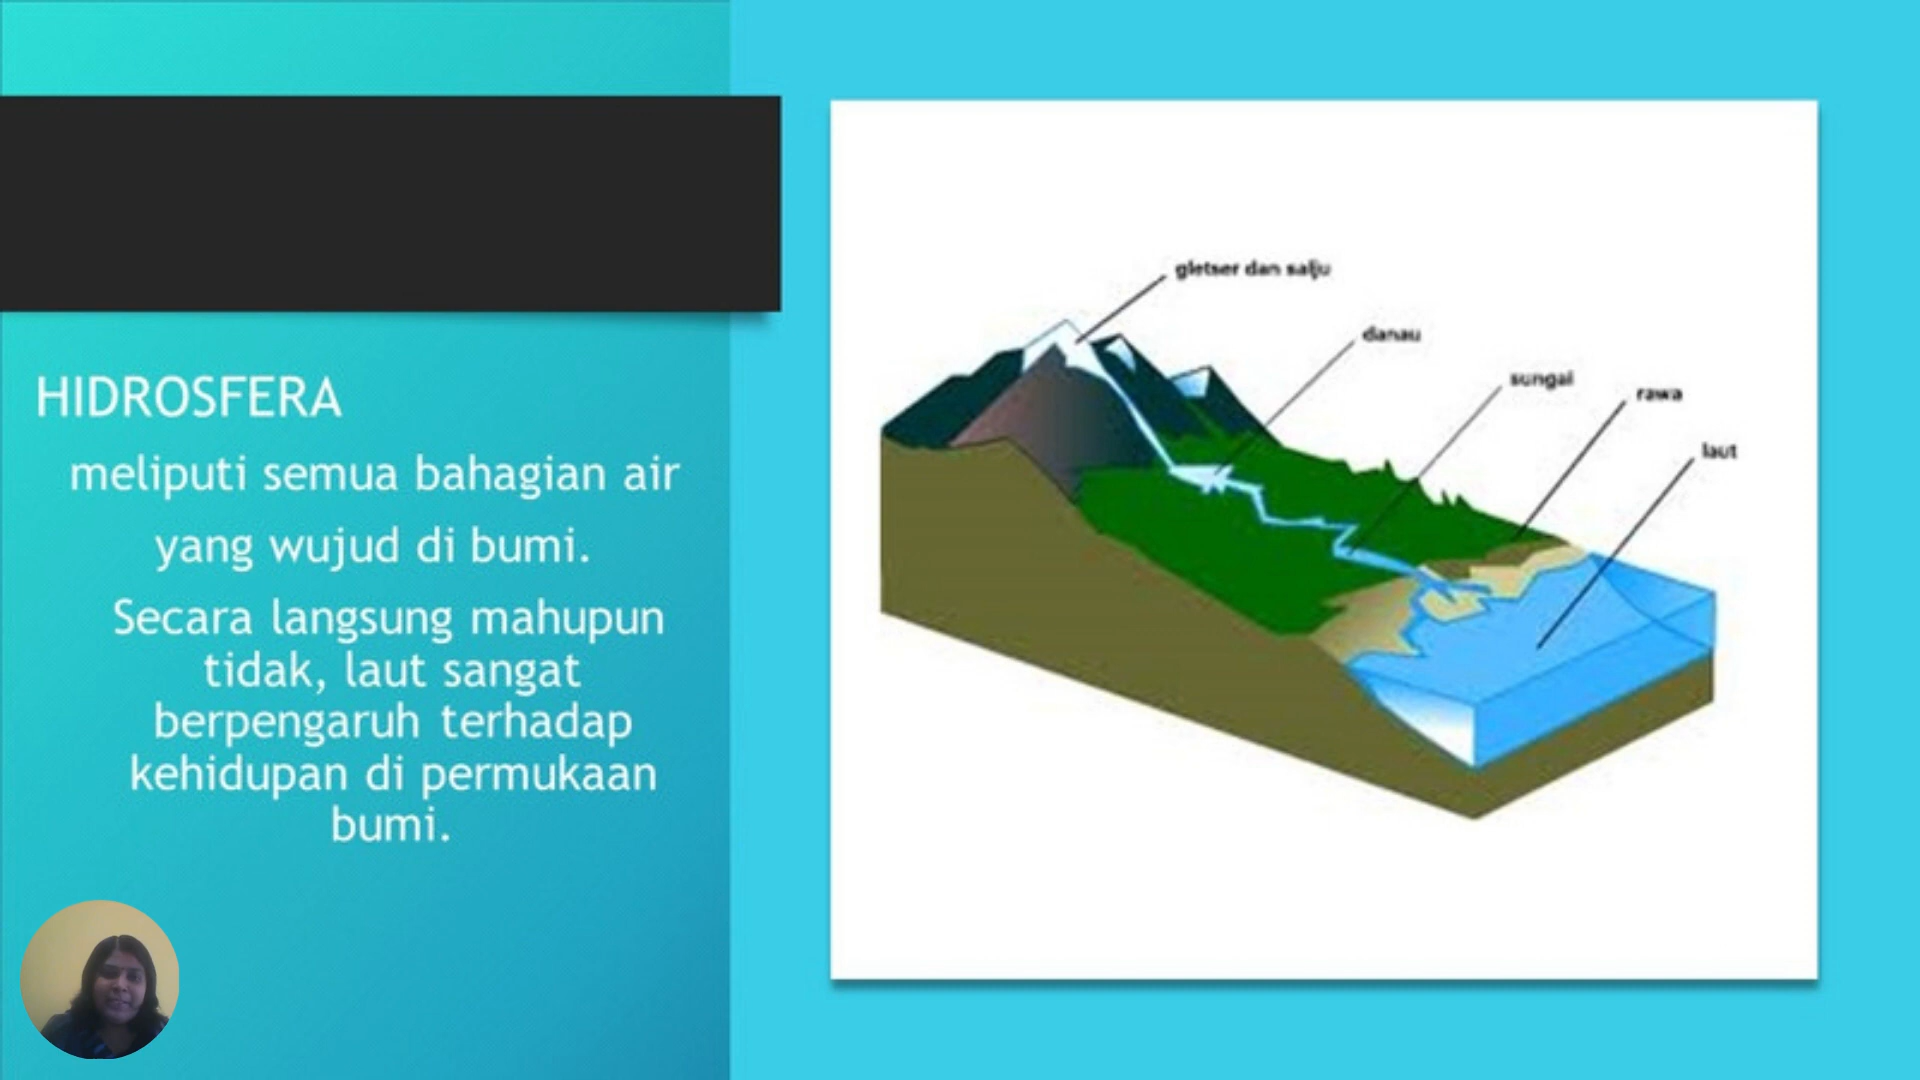 HIDROSFERA
meliputi semua bahagian air
yang wujud di bumi.
Secara langsung mahupun
tidak, laut sangat
berpengaruh terhadap
kehidupan di permukaan
bumi.
gletser dan salju
danau
sungai
rawa
laut